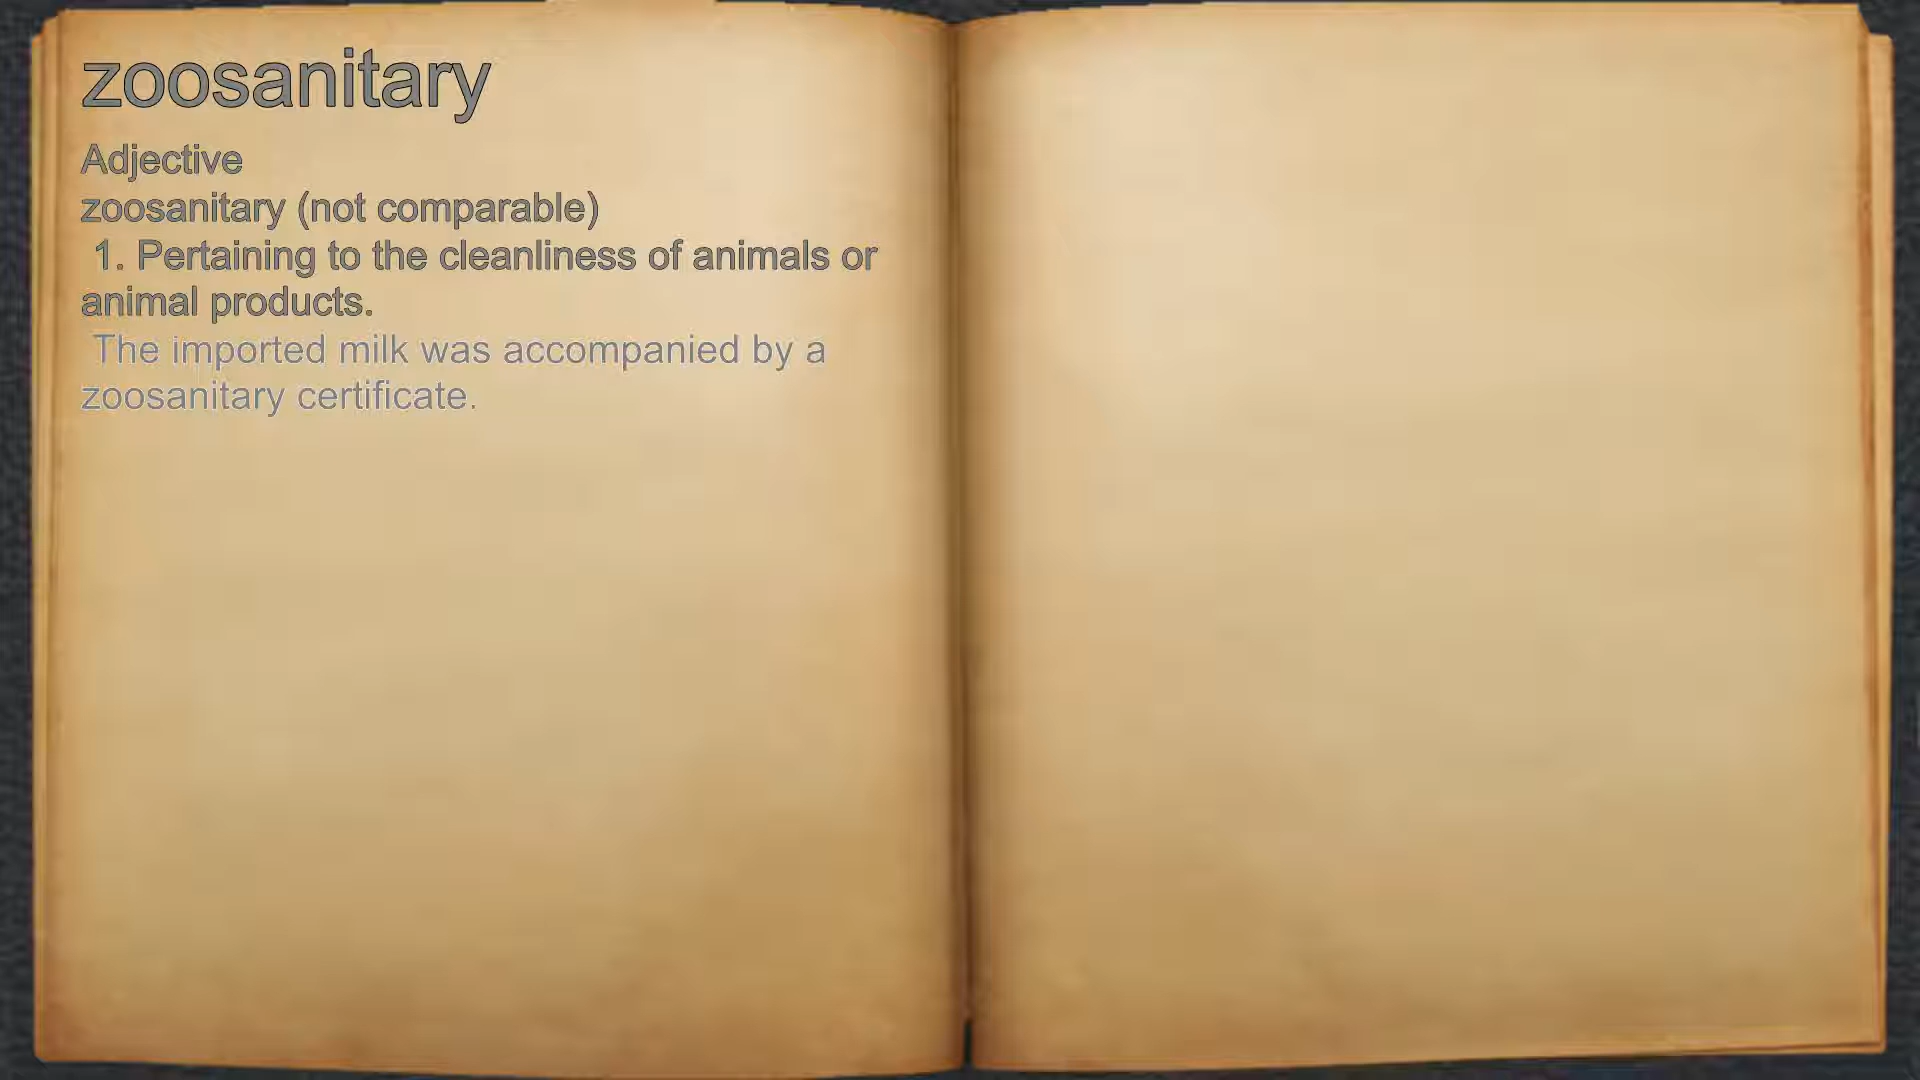 zoosanitary
Adjective
zoosanitary (not comparable)
1. Pertaining to the cleanliness of animals or
animal products.
The imported milk was accompanied by a
zoosanitary certificate.